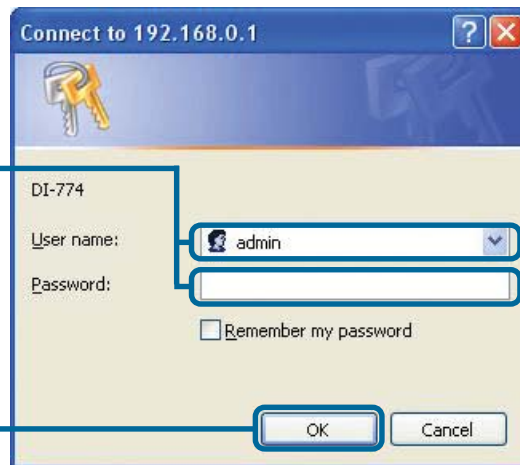 Connect to 192.168.0.1
DI-774
User name:
admin
Password:
Remember my password
OK
Cancel